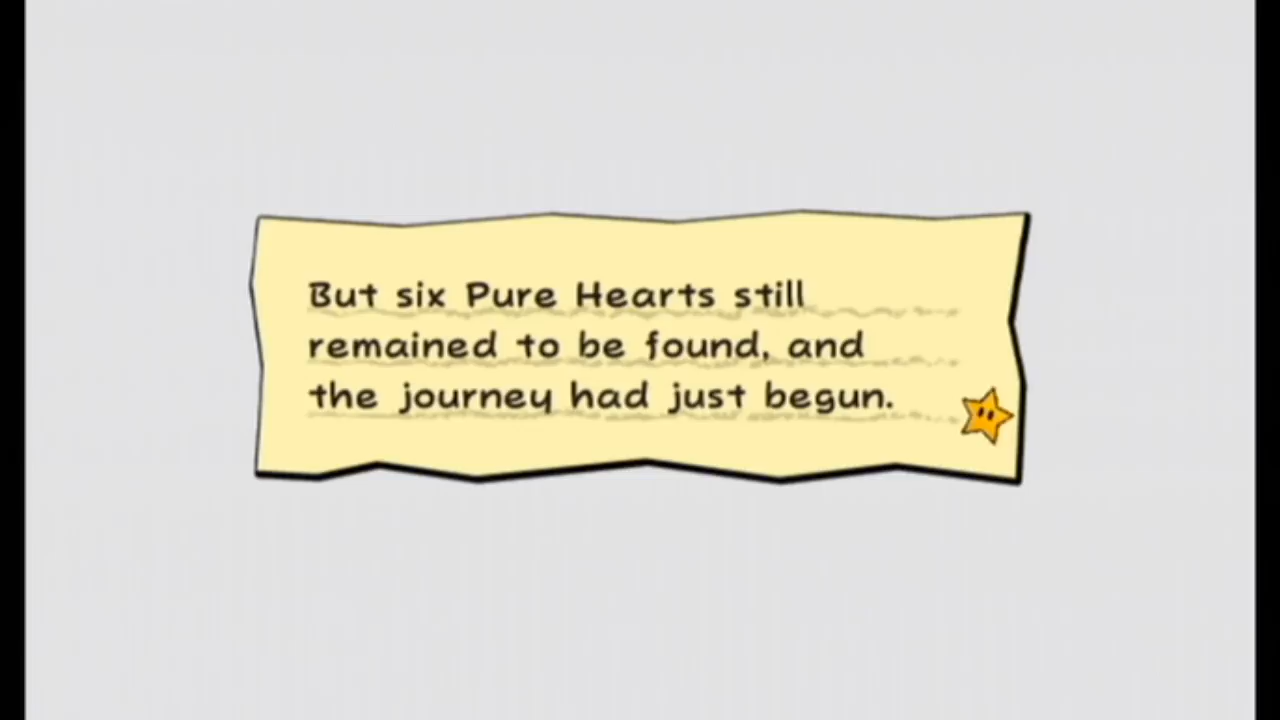 But six Pure Hearts still
remained to be found, and
the journey had just begun.